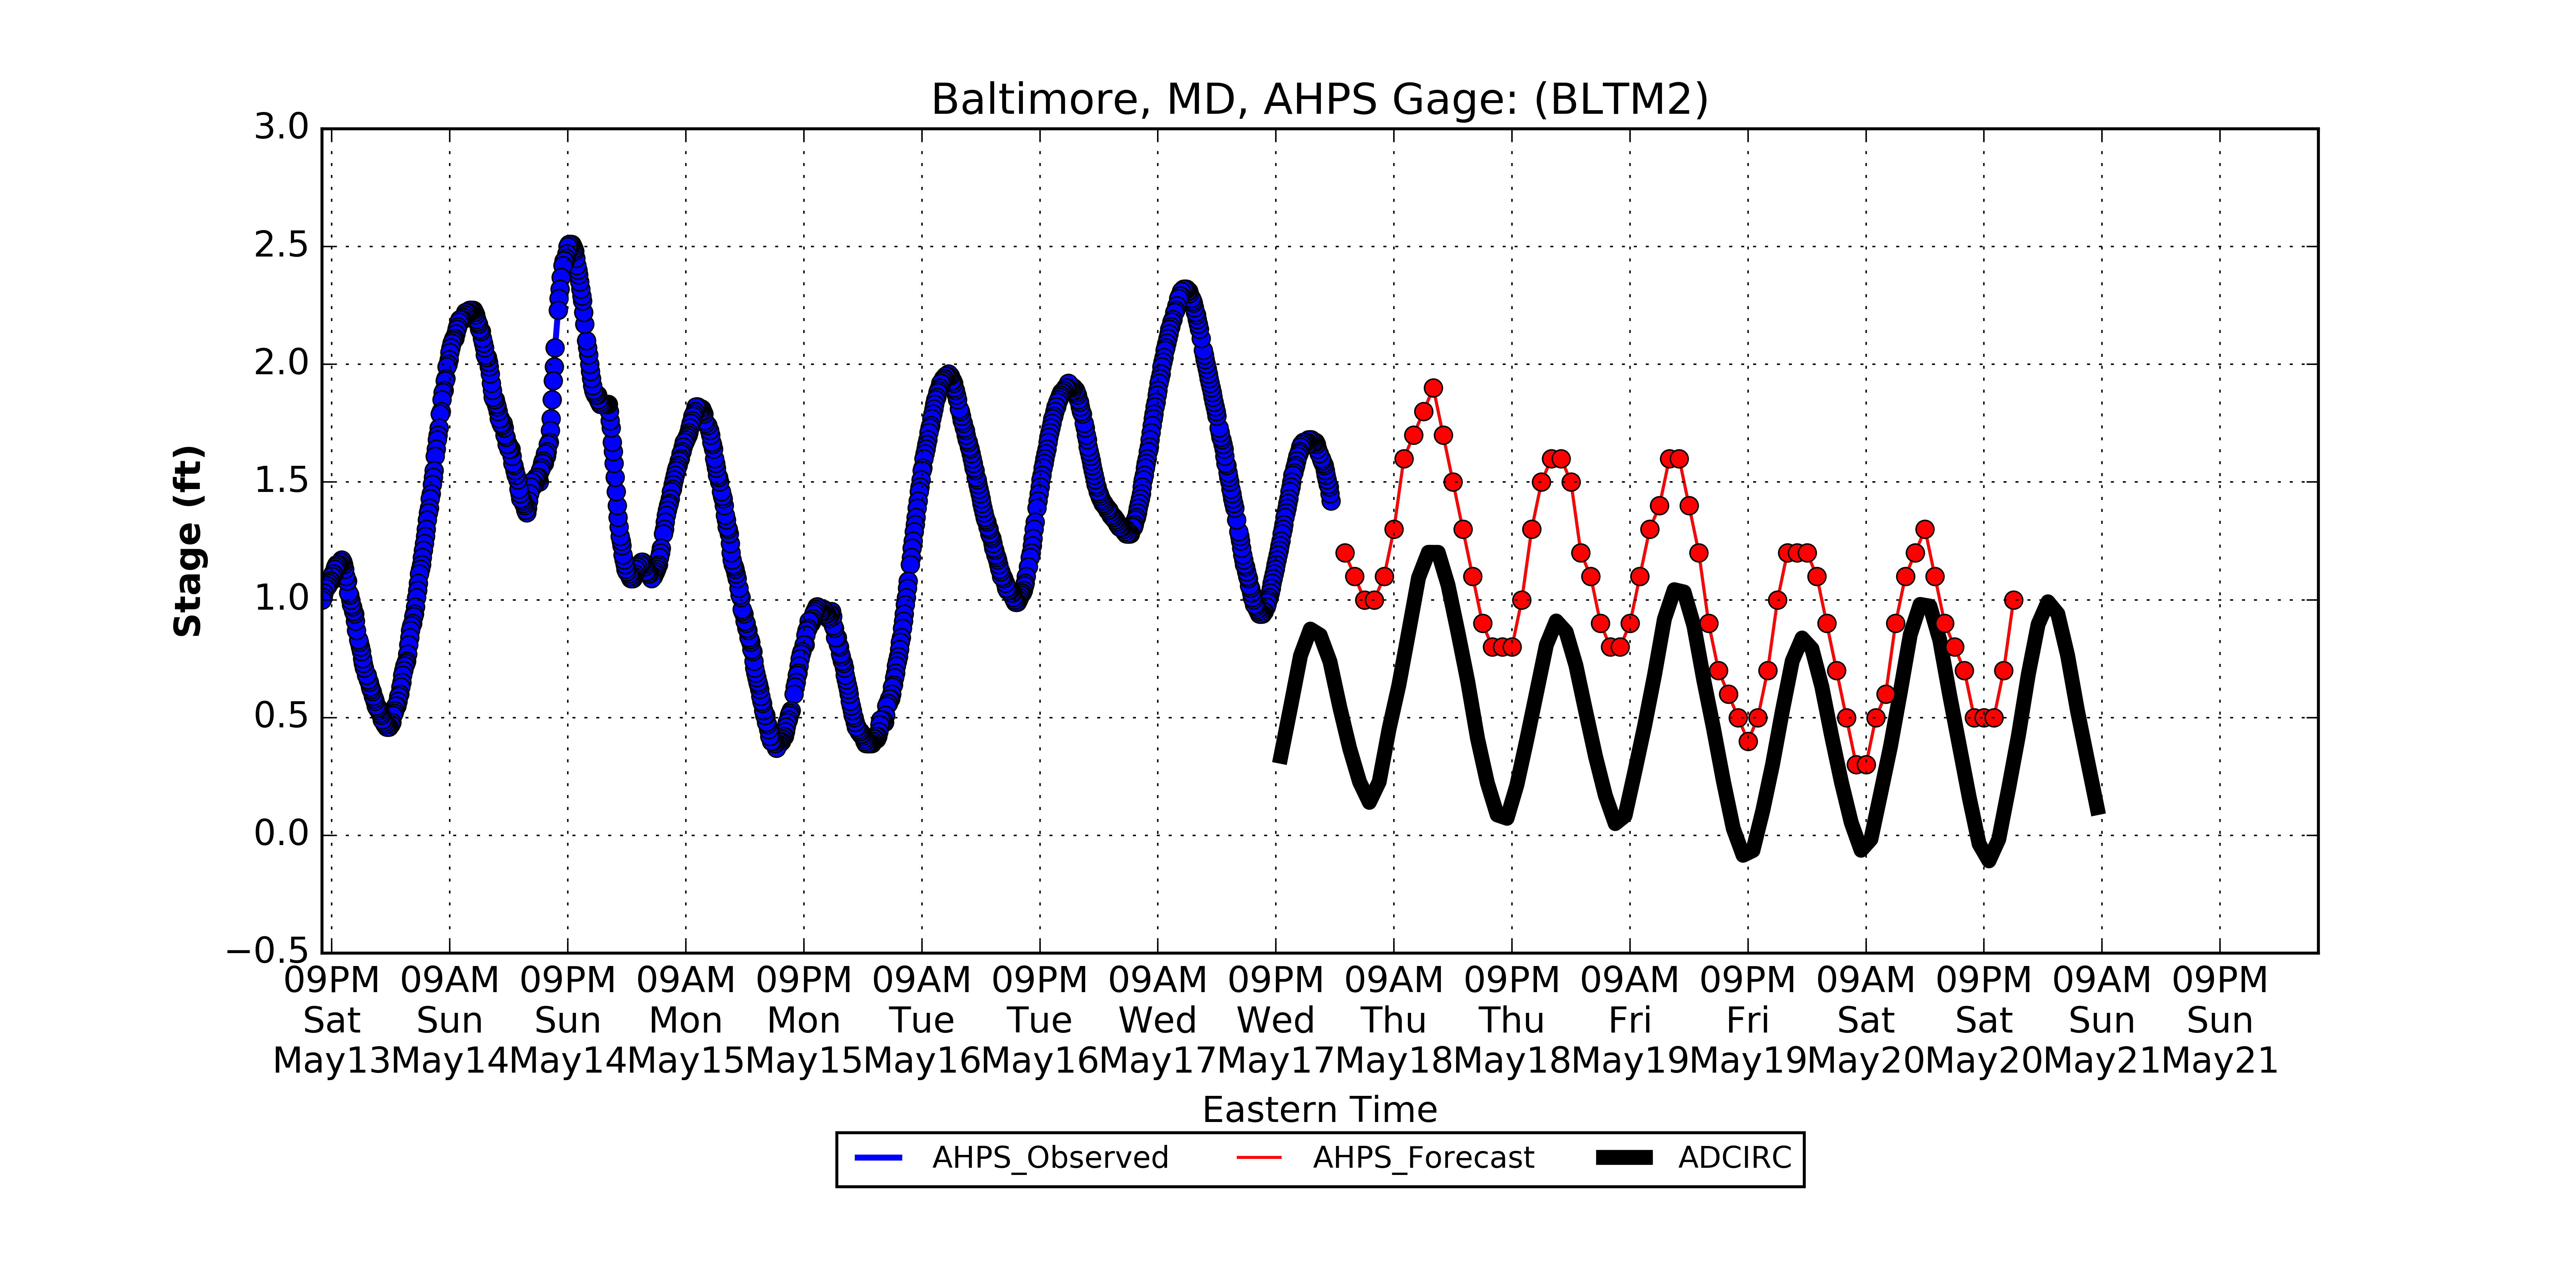 Baltimore, MD, AHPS Gage: (BLTM2)
3.0
2.5
2.0
1.5
1.0
0.5
0.0
−0.5
Stage (ft)
09PM 09AM 09PM 09AM 09PM 09AM 09PM 09AM 09PM 09AM 09PM 09AM 09PM 09AM 09PM 09AM 09PM
Sat Sun Sun Mon Mon Tue Tue Wed Wed Thu Thu Fri Fri Sat Sat Sun Sun
May13 May14 May14 May15 May15 May16 May16 May17 May17 May18 May18 May19 May19 May20 May20 May21 May21
Eastern Time
AHPS_Observed AHPS_Forecast ADCIRC